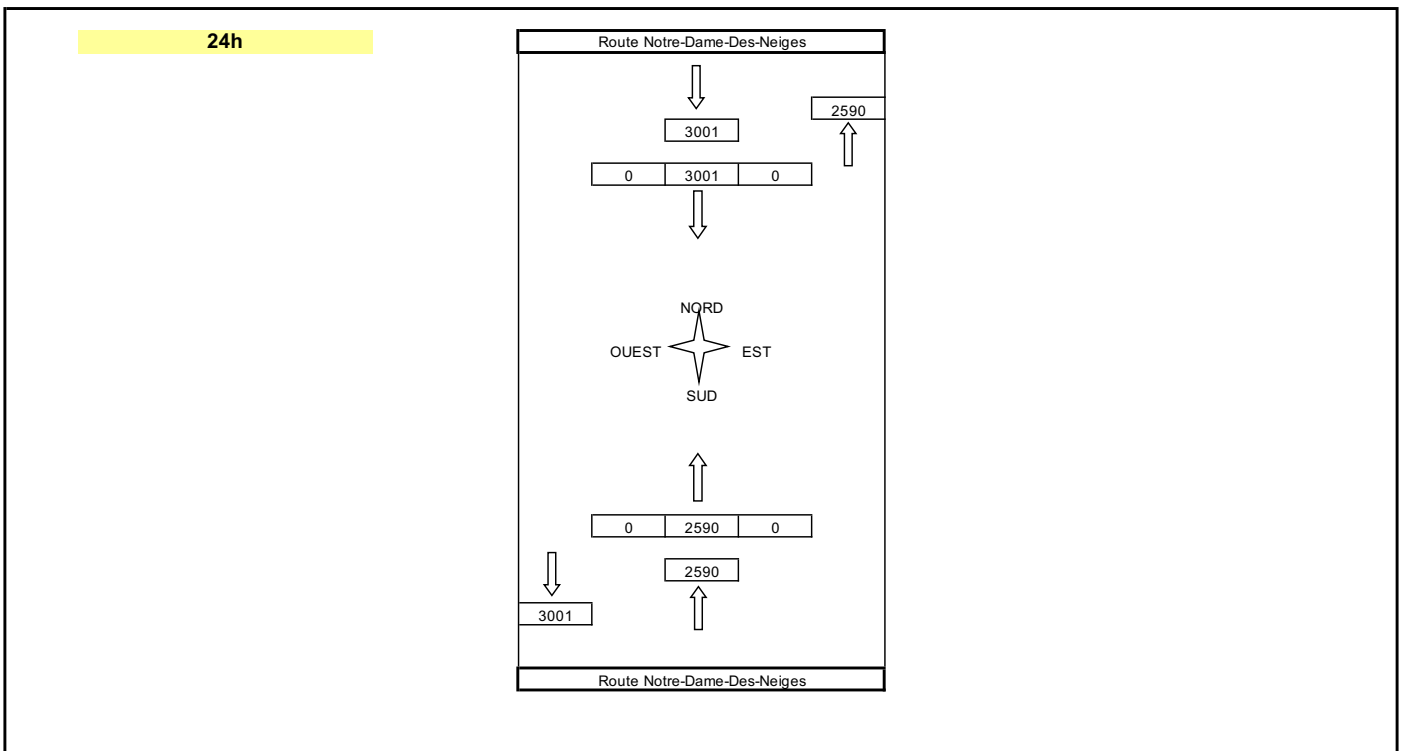 24h
Route Notre-Dame-Des-Neiges
2590
3001
0 3001 0
NORD
OUEST EST
SUD
0 2590 0
2590
3001
Route Notre-Dame-Des-Neiges